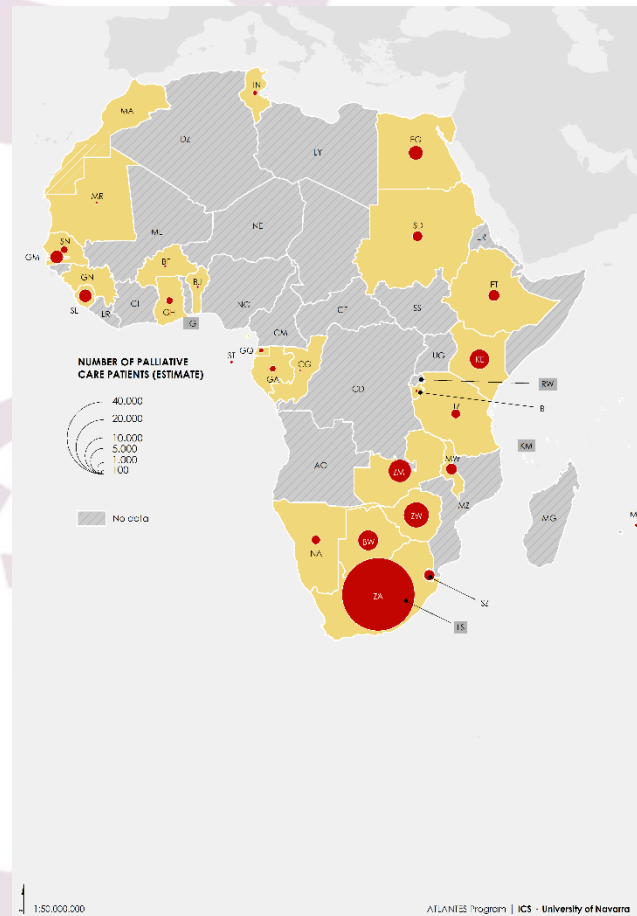 TN
MA
DZ
LY
EG
MR
ML
NE
SD
ER
SN
GM
GN
BF
BJ
ET
SL
LR
CI
GH
NG
CF
SS
CM
GQ
ST
CG
UG
KE
GA
CD
RW
BI
TZ
KM
NUMBER OF PALLIATIVE
CARE PATIENTS (ESTIMATE)
40.000
20.000
10.000
5.000
1.000
100
No data
AO
ZM
MW
MZ
MG
ZW
NA
BW
ZA
SZ
LS
1:50.000.000
ATLANTES Program | ICS - University of Navarra